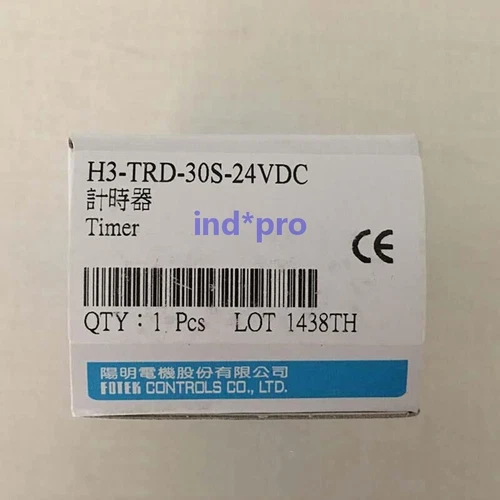 H3-TRD-30S-24VDC
計時器
Timer
ind*pro
CE
QTY : 1 Pcs LOT 1438TH
陽明電機股份有限公司
FOTEK CONTROLS CO., LTD.